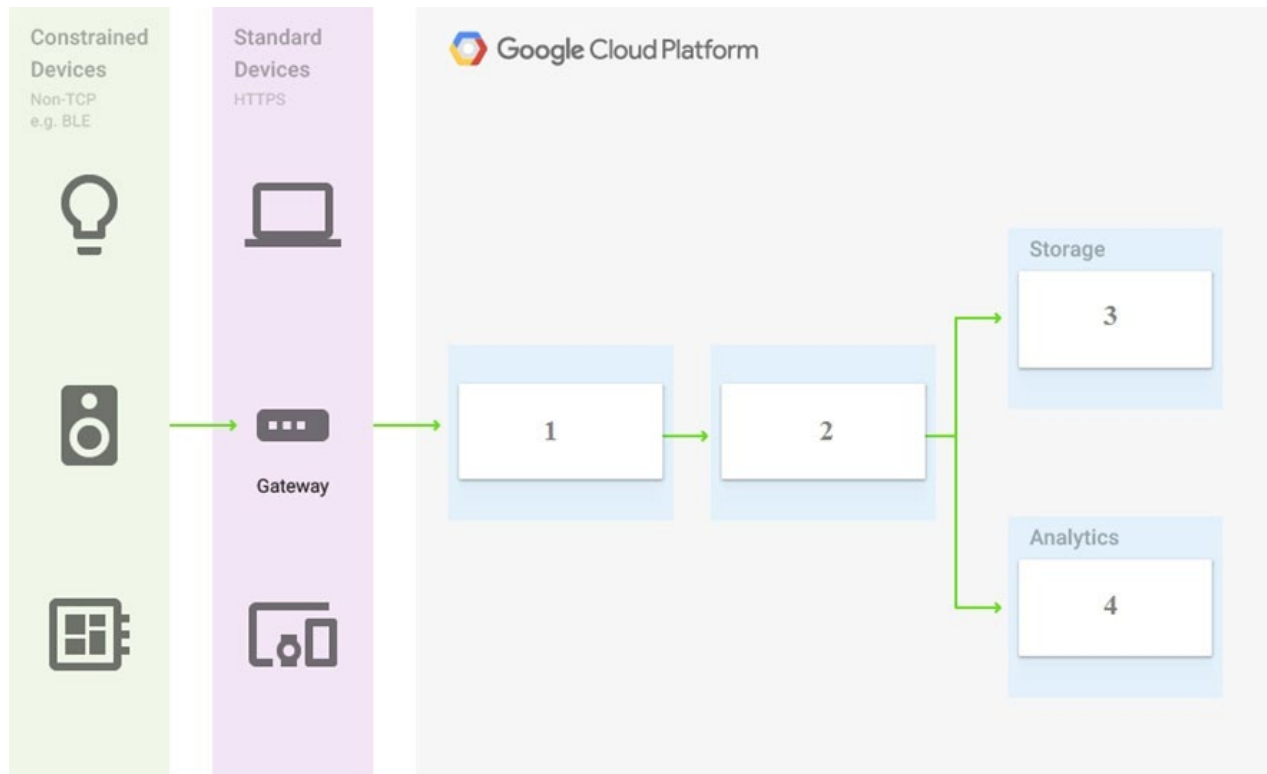 Constrained
Devices
Non-TCP
e.g. BLE
Standard
Devices
HTTPS
Google Cloud Platform
Gateway
1
2
Storage
3
Analytics
4